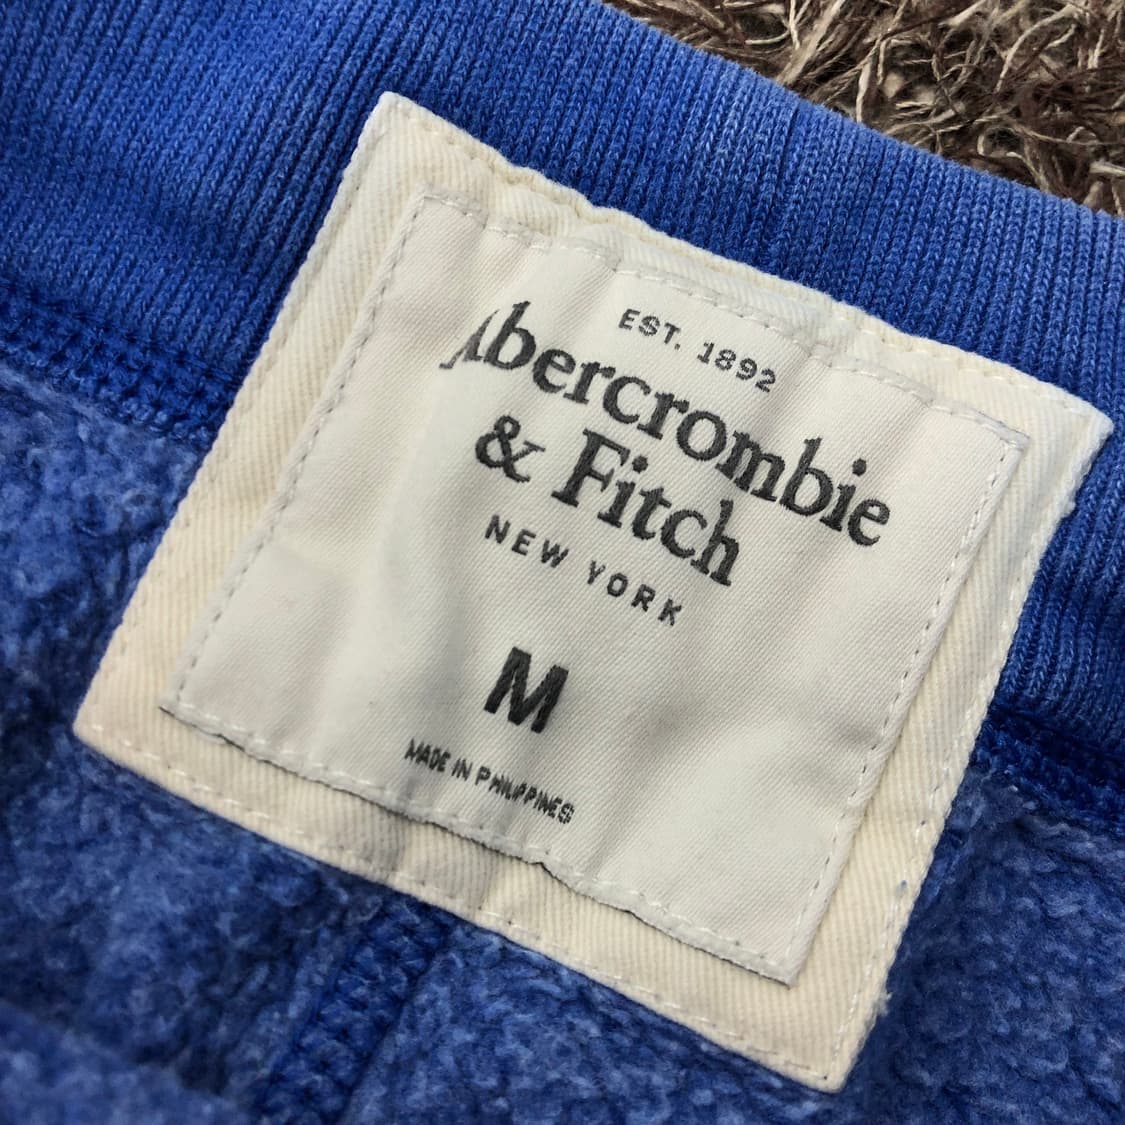 EST. 1892
Abercrombie
& Fitch
NEW YORK
M
MADE IN PHILIPPINES